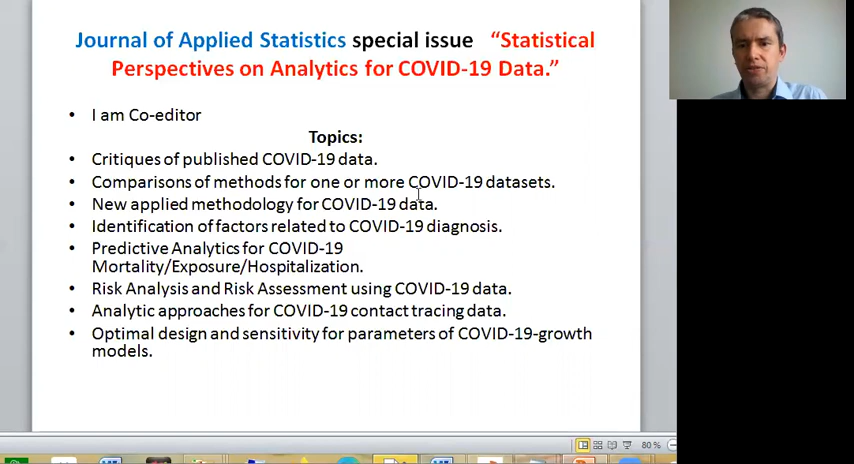 Journal of Applied Statistics special issue “Statistical
Perspectives on Analytics for COVID-19 Data.”
• I am Co-editor
Topics:
• Critiques of published COVID-19 data.
• Comparisons of methods for one or more COVID-19 datasets.
• New applied methodology for COVID-19 data.
• Identification of factors related to COVID-19 diagnosis.
• Predictive Analytics for COVID-19
Mortality/Exposure/Hospitalization.
• Risk Analysis and Risk Assessment using COVID-19 data.
• Analytic approaches for COVID-19 contact tracing data.
• Optimal design and sensitivity for parameters of COVID-19-growth
models.
80 %